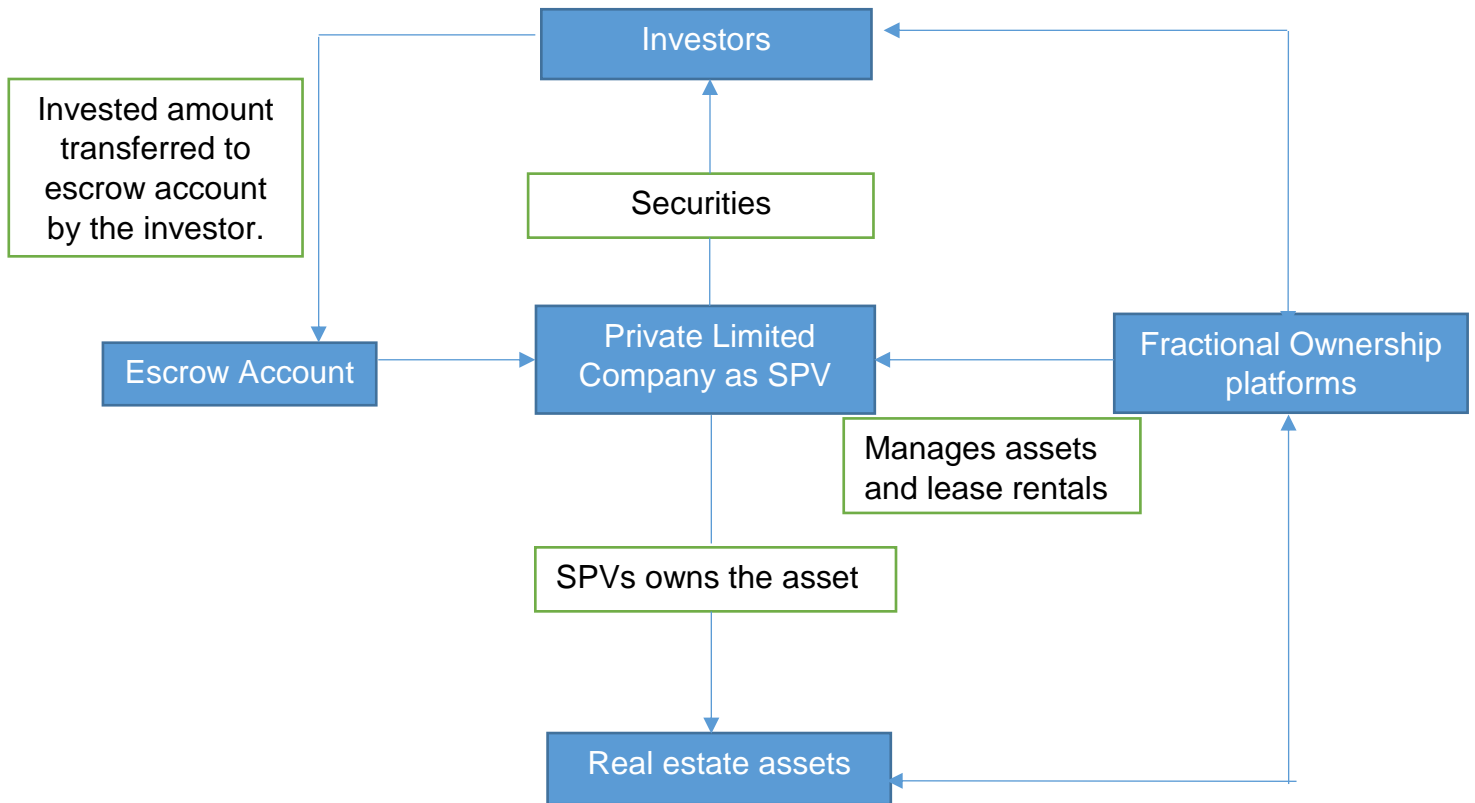 Investors
Invested amount
transferred to
escrow account
by the investor.
Securities
Escrow Account
Private Limited
Company as SPV
Fractional Ownership
platforms
Manages assets
and lease rentals
SPVs owns the asset
Real estate assets